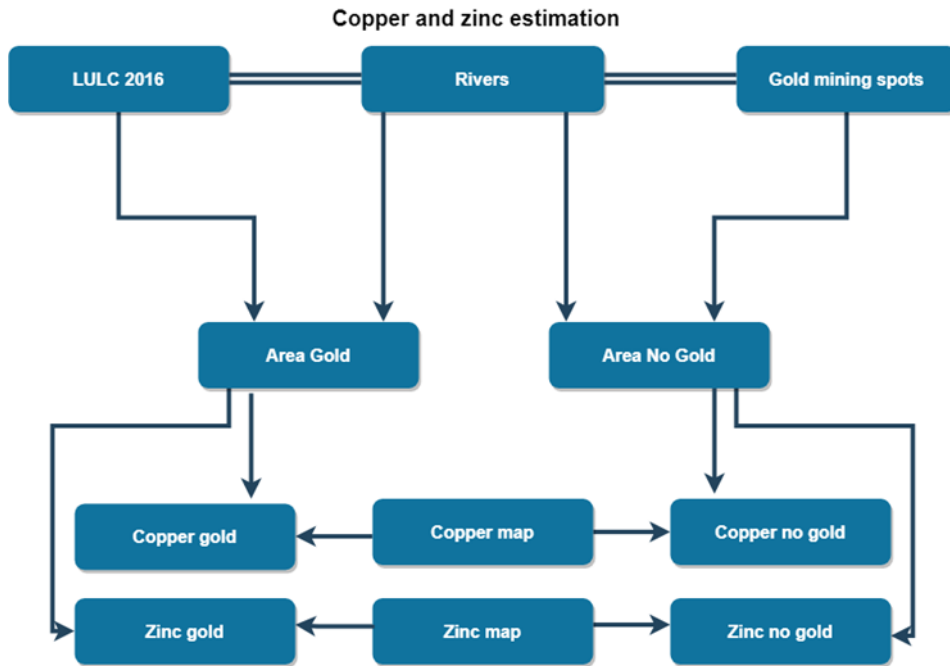 Copper and zinc estimation
LULC 2016
Rivers
Gold mining spots
Area Gold
Area No Gold
Copper gold
Copper map
Copper no gold
Zinc gold
Zinc map
Zinc no gold